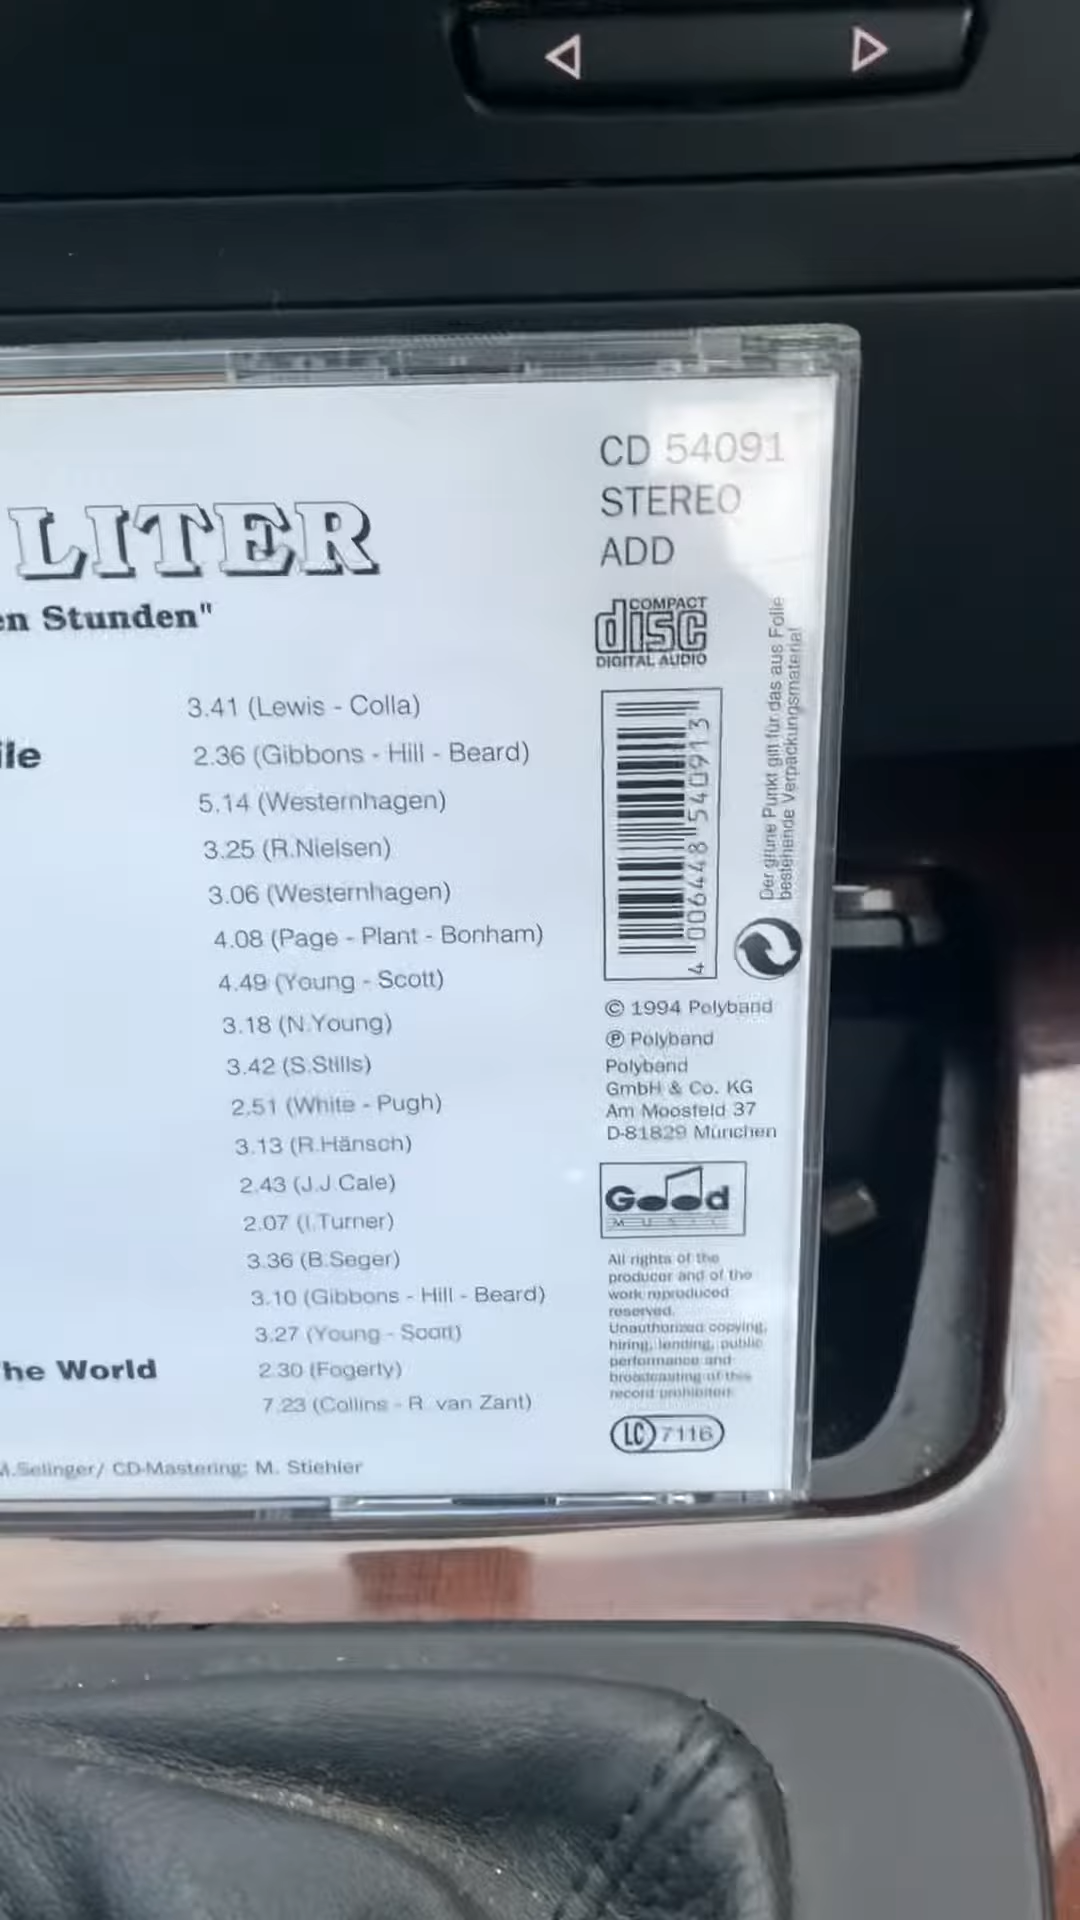 LITER
en Stunden"
3.41 (Lewis - Colla)
ile 2.36 (Gibbons - Hill - Beard)
5.14 (Westernhagen)
3.25 (R.Nielsen)
3.06 (Westernhagen)
4.08 (Page - Plant - Bonham)
4.49 (Young - Scott)
3.18 (N.Young)
3.42 (S.Stills)
2.51 (White - Pugh)
3.13 (R.Hänsch)
2.43 (J.J.Cale)
2.07 (I.Turner)
3.36 (B.Seger)
3.10 (Gibbons - Hill - Beard)
3.27 (Young - Scott)
he World 2.30 (Fogerty)
7.23 (Collins - R. van Zant)
M.Selinger/ CD-Mastering: M. Stiehler
CD 54091
STEREO
ADD
COMPACT
disc
DIGITAL AUDIO
4 006448 540913
Der grüne Punkt gilt für das aus Folie
bestehende Verpackungsmaterial
© 1994 Polyband
℗ Polyband
Polyband
GmbH & Co. KG
Am Moosfeld 37
D-81829 München
Good
MUSIC
All rights of the
producer and of the
work reproduced
reserved.
Unauthorized copying,
hiring, lending, public
performance and
broadcasting of this
record prohibited.
LC 7116